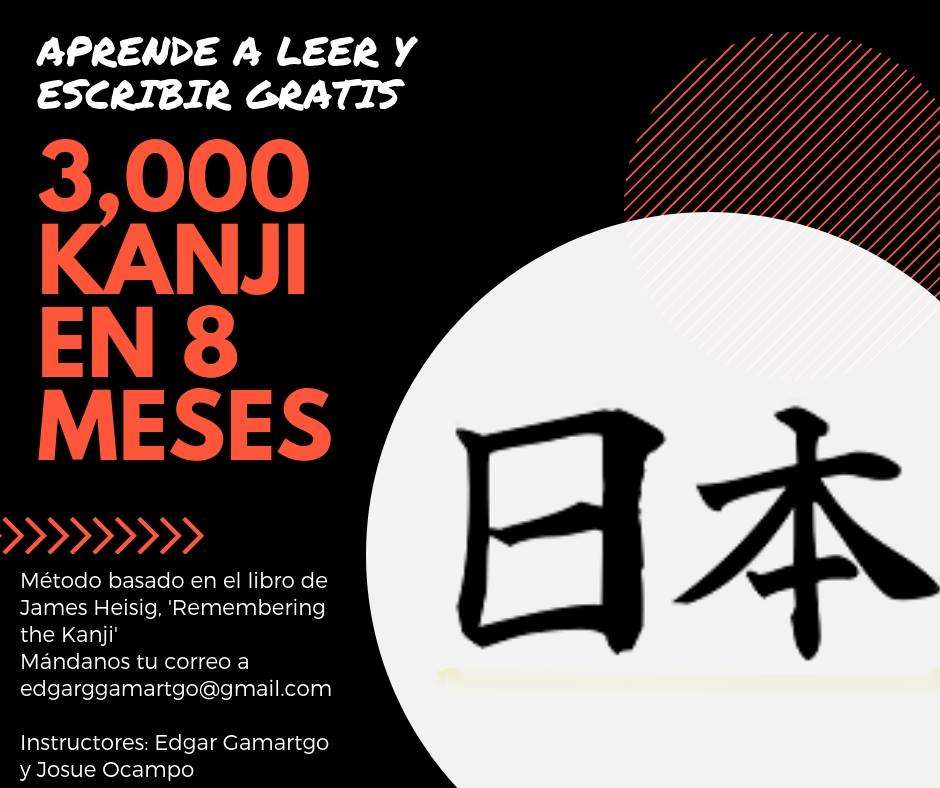 APRENDE A LEER Y
ESCRIBIR GRATIS
3,000
KANJI
EN 8
MESES
日本
Método basado en el libro de
James Heisig, 'Remembering
the Kanji'
Mándanos tu correo a
edgarggamartgo@gmail.com
Instructores: Edgar Gamartgo
y Josue Ocampo